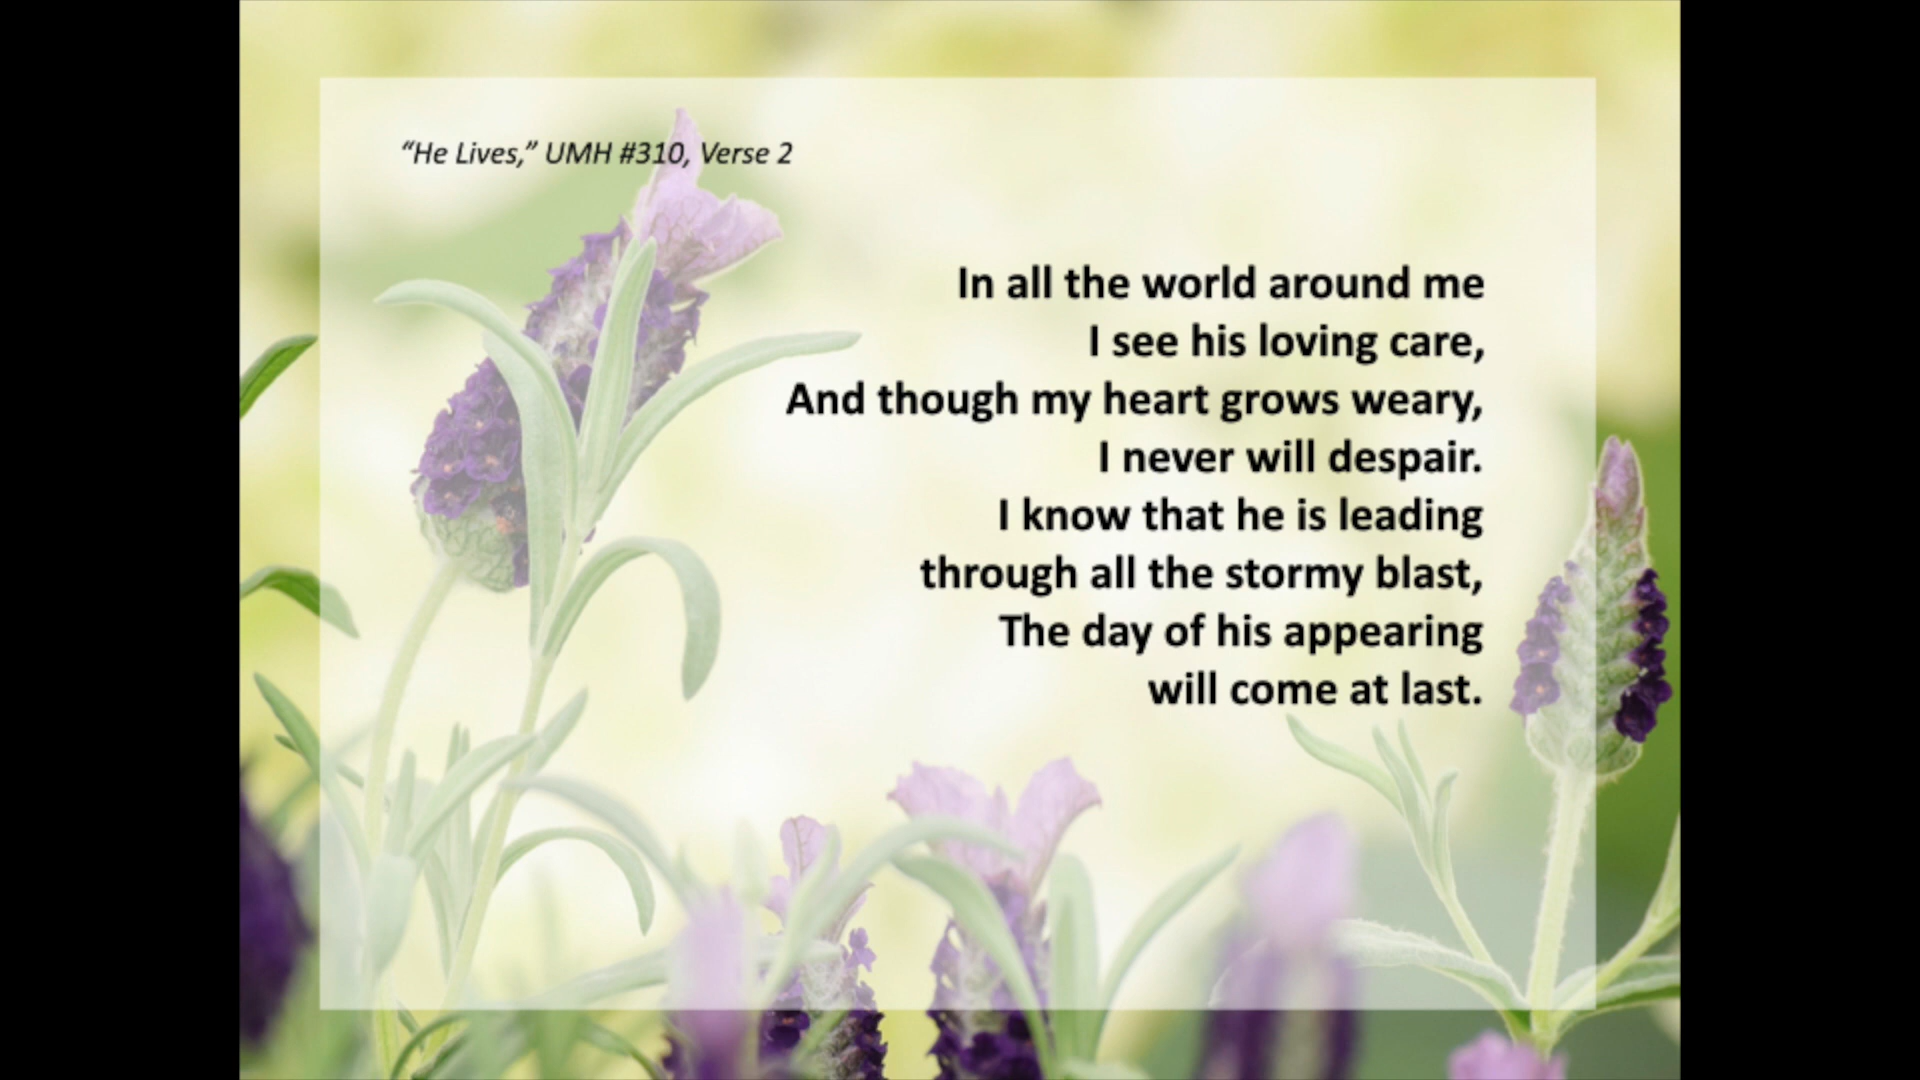 “He Lives,” UMH #310, Verse 2
In all the world around me
I see his loving care,
And though my heart grows weary,
I never will despair.
I know that he is leading
through all the stormy blast,
The day of his appearing
will come at last.